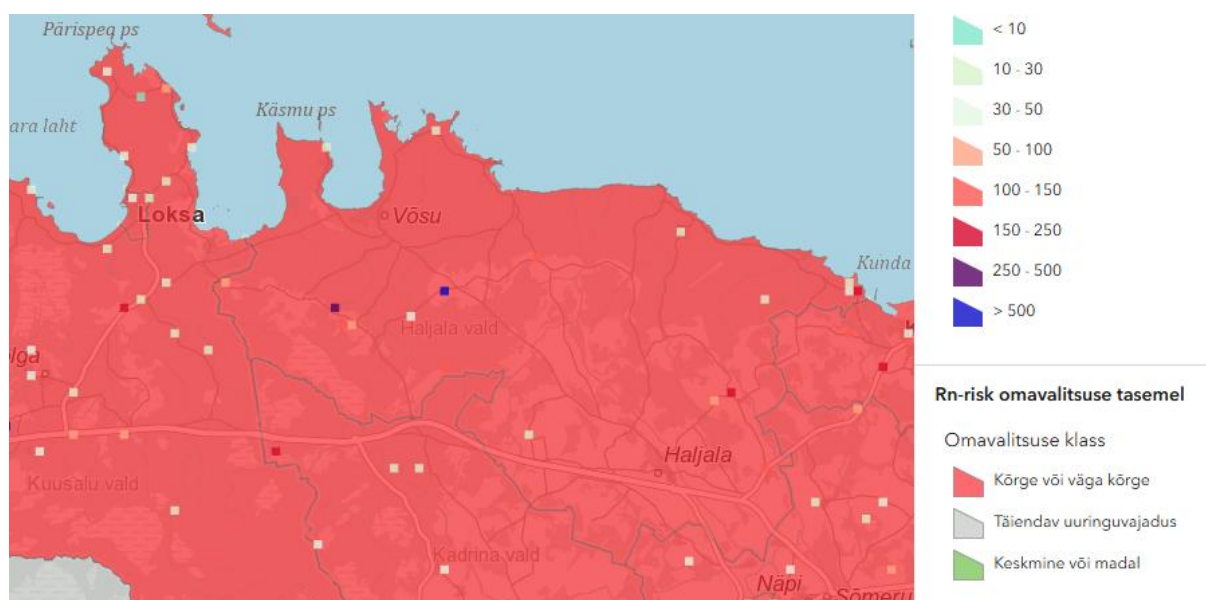 Pärispea ps
ara laht
Käsmu ps
Loksa
Võsu
Kunda
Haljala vald
olga
Haljala
Kuusalu vald
Kadrina vald
Näpi
Sõmeru
< 10
10 - 30
30 - 50
50 - 100
100 - 150
150 - 250
250 - 500
> 500
Rn-risk omavalitsuse tasemel
Omavalitsuse klass
Kõrge või väga kõrge
Täiendav uuringuvajadus
Keskmine või madal